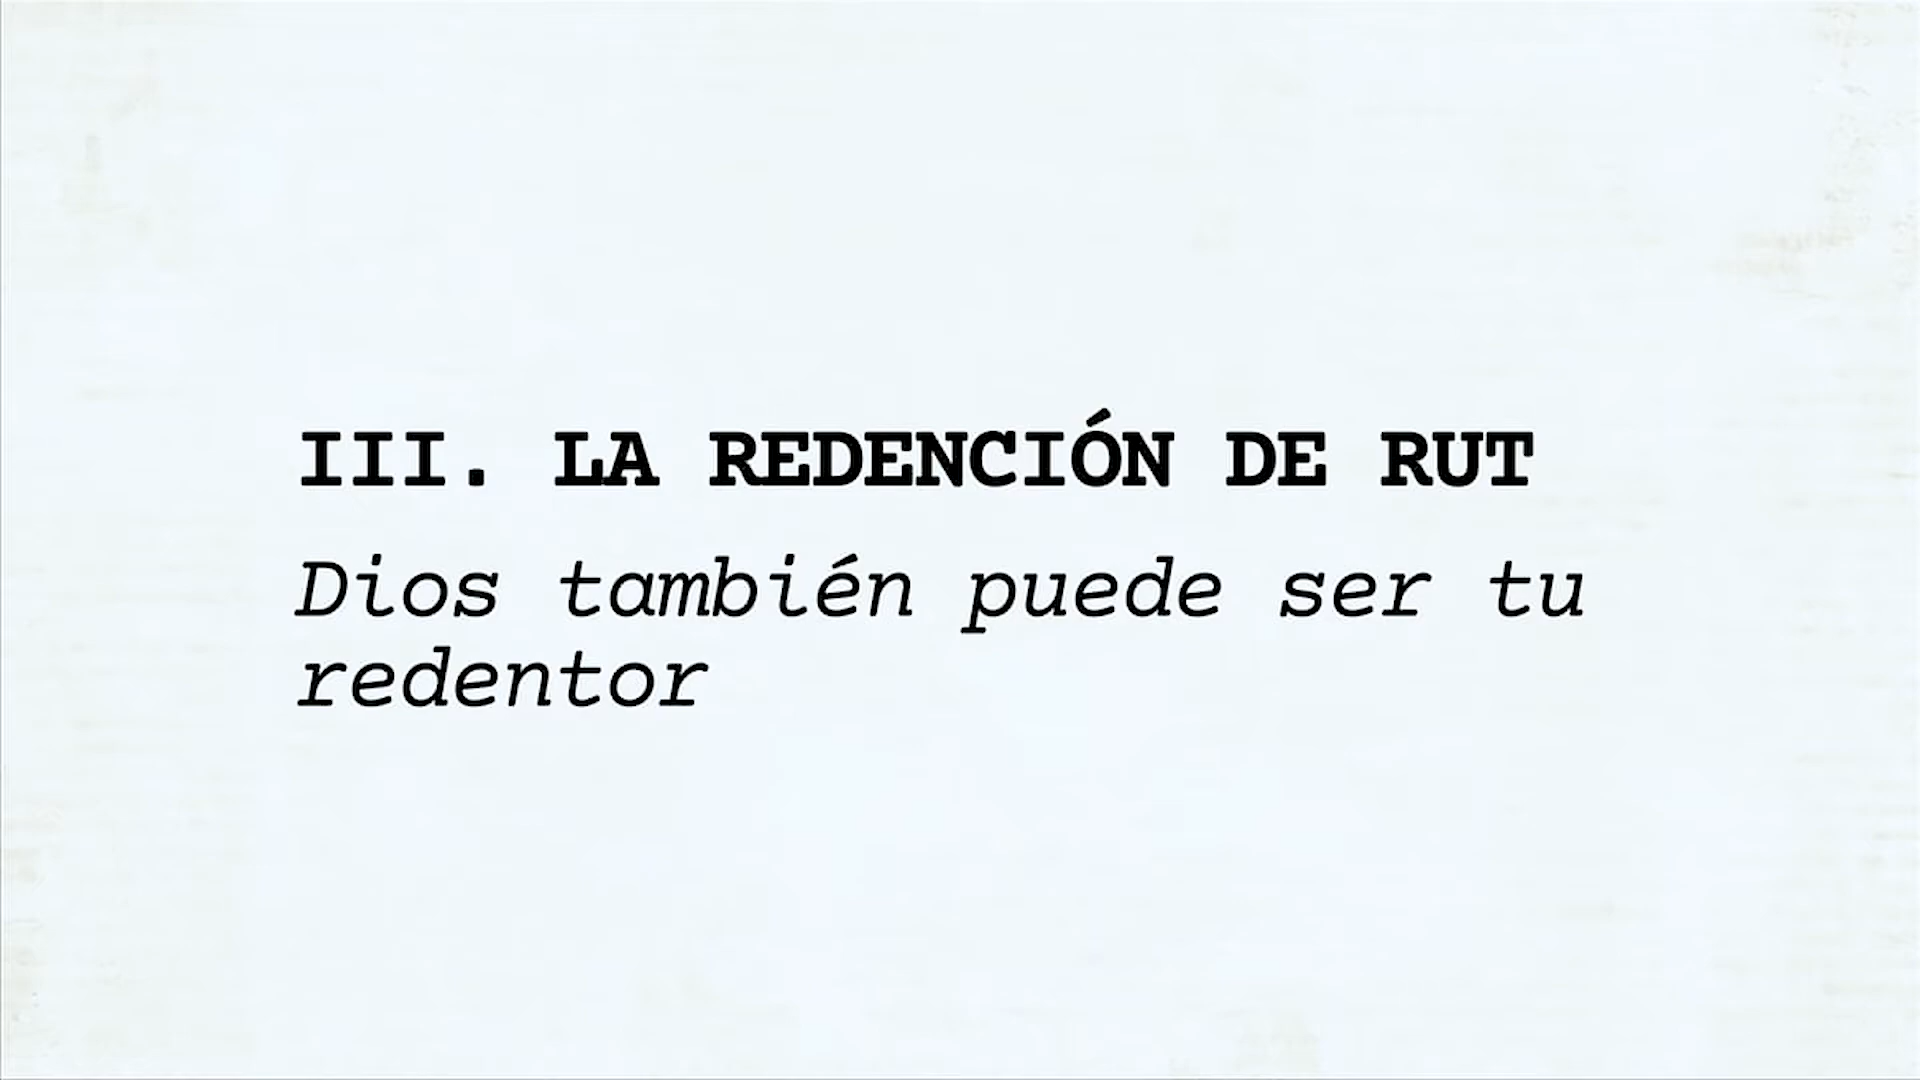 III. LA REDENCIÓN DE RUT
Dios también puede ser tu
redentor